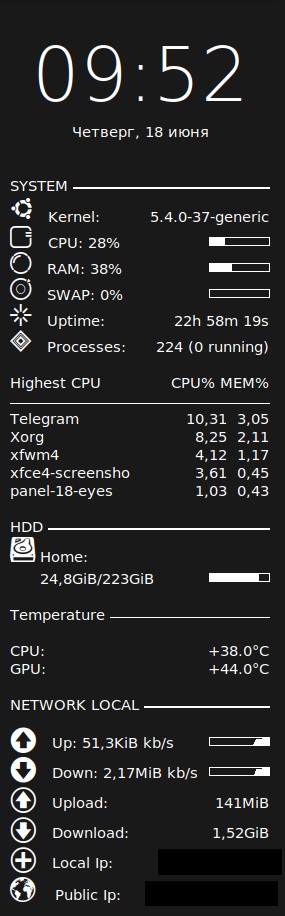 09:52
Четверг, 18 июня
SYSTEM
Kernel: 5.4.0-37-generic
CPU: 28%
RAM: 38%
SWAP: 0%
Uptime: 22h 58m 19s
Processes: 224 (0 running)
Highest CPU CPU% MEM%
Telegram 10,31 3,05
Xorg 8,25 2,11
xfwm4 4,12 1,17
xfce4-screensho 3,61 0,45
panel-18-eyes 1,03 0,43
HDD
Home:
24,8GiB/223GiB
Temperature
CPU: +38.0°C
GPU: +44.0°C
NETWORK LOCAL
Up: 51,3KiB kb/s
Down: 2,17MiB kb/s
Upload: 141MiB
Download: 1,52GiB
Local Ip:
Public Ip: